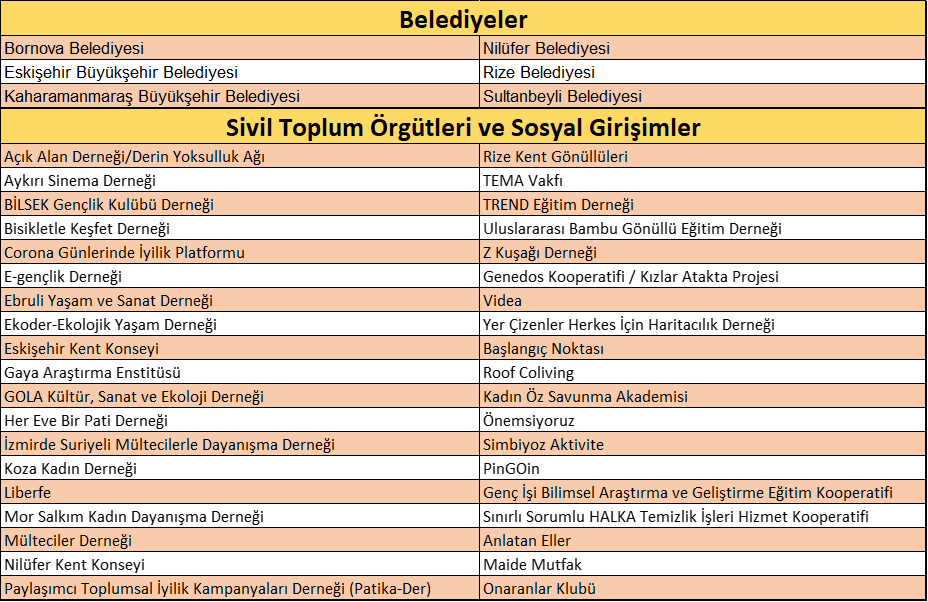 Belediyeler
Bornova Belediyesi Nilüfer Belediyesi
Eskişehir Büyükşehir Belediyesi Rize Belediyesi
Kaharamanmaraş Büyükşehir Belediyesi Sultanbeyli Belediyesi
Sivil Toplum Örgütleri ve Sosyal Girişimler
Açık Alan Derneği/Derin Yoksulluk Ağı Rize Kent Gönüllüleri
Aykırı Sinema Derneği TEMA Vakfı
BİLSEK Gençlik Kulübü Derneği TREND Eğitim Derneği
Bisikletle Keşfet Derneği Uluslararası Bambu Gönüllü Eğitim Derneği
Corona Günlerinde İyilik Platformu Z Kuşağı Derneği
E-gençlik Derneği Genedos Kooperatifi / Kızlar Atakta Projesi
Ebruli Yaşam ve Sanat Derneği Videa
Ekoder-Ekolojik Yaşam Derneği Yer Çizenler Herkes İçin Haritacılık Derneği
Eskişehir Kent Konseyi Başlangıç Noktası
Gaya Araştırma Enstitüsü Roof Coliving
GOLA Kültür, Sanat ve Ekoloji Derneği Kadın Öz Savunma Akademisi
Her Eve Bir Pati Derneği Önemsiyoruz
İzmirde Suriyeli Mültecilerle Dayanışma Derneği Simbiyoz Aktivite
Koza Kadın Derneği PinGOin
Liberfe Genç İşi Bilimsel Araştırma ve Geliştirme Eğitim Kooperatifi
Mor Salkım Kadın Dayanışma Derneği Sınırlı Sorumlu HALKA Temizlik İşleri Hizmet Kooperatifi
Mülteciler Derneği Anlatan Eller
Nilüfer Kent Konseyi Maide Mutfak
Paylaşımcı Toplumsal İyilik Kampanyaları Derneği (Patika-Der) Onaranlar Klubü